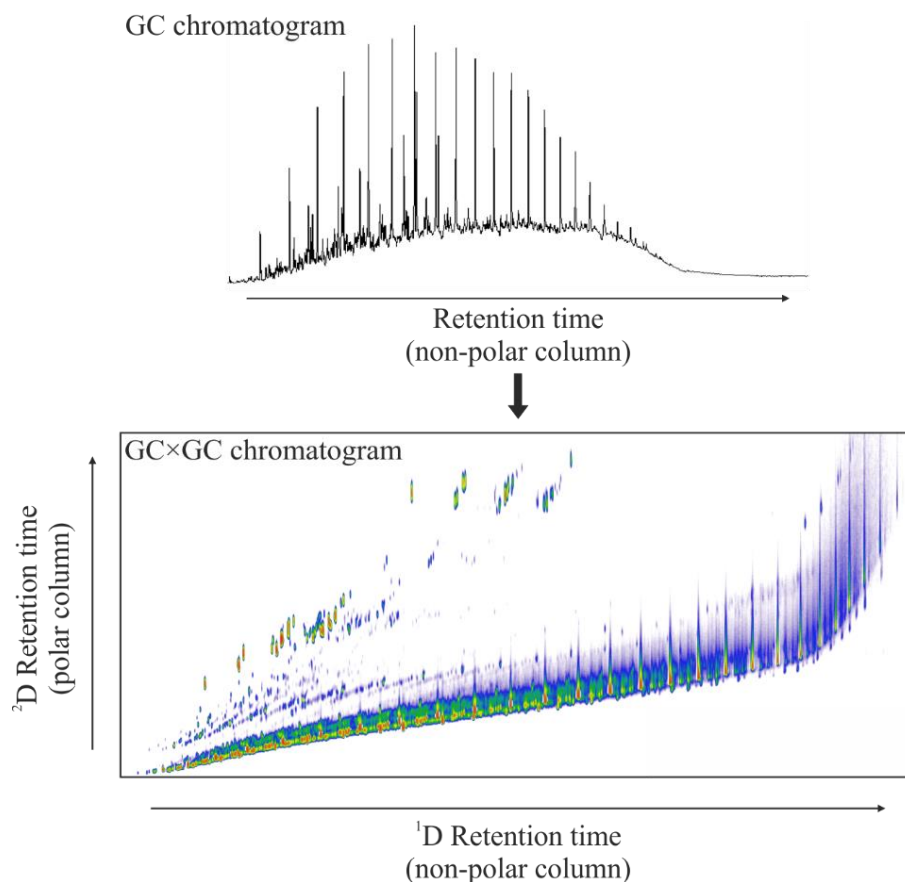 GC chromatogram
Retention time
(non-polar column)
GC×GC chromatogram
²D Retention time
(polar column)
¹D Retention time
(non-polar column)